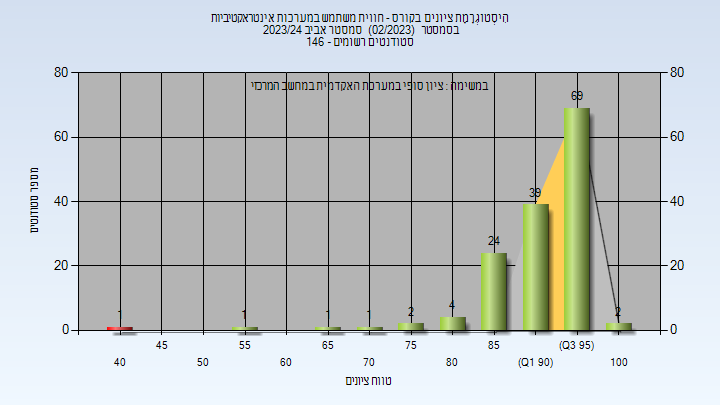 הִיסְטוֹגְרָמַת ציונים בקורס - חווית משתמש במערכות אינטראקטיביות
בסמסטר (02/2023) סמסטר אביב 2023/24
סטודנטים רשומים - 146
במשימה : ציון סופי במערכת האקדמית במחשב המרכזי
מספר סטודנטים
80 80
60 60
40 40
20 20
0 0
1 1 1 1 2 4 24 39 69 2
45 55 65 75 85 (Q3 95)
40 50 60 70 80 (Q1 90) 100
טווח ציונים